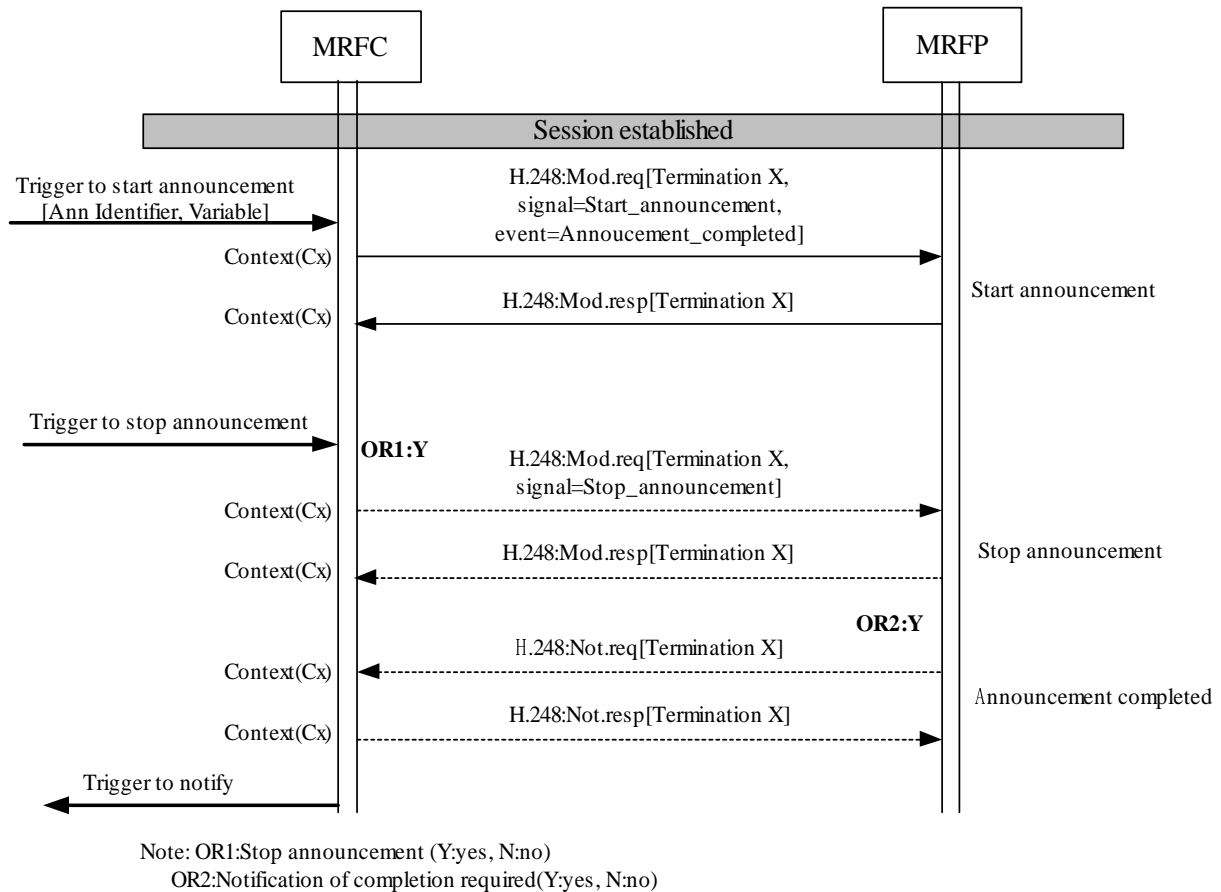 MRFC
MRFP
Session established
Trigger to start announcement
[Ann Identifier, Variable]
H.248:Mod.req[Termination X,
signal=Start_announcement,
event=Annoucement_completed]
Context(Cx)
Start announcement
H.248:Mod.resp[Termination X]
Context(Cx)
Trigger to stop announcement
OR1:Y
H.248:Mod.req[Termination X,
signal=Stop_announcement]
Context(Cx)
H.248:Mod.resp[Termination X]
Stop announcement
Context(Cx)
OR2:Y
H.248:Not.req[Termination X]
Context(Cx)
Announcement completed
H.248:Not.resp[Termination X]
Context(Cx)
Trigger to notify
Note: OR1:Stop announcement (Y:yes, N:no)
OR2:Notification of completion required(Y:yes, N:no)